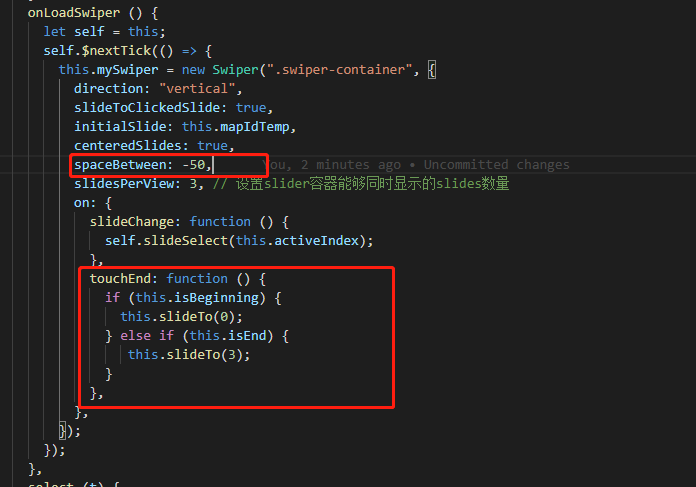 onLoadSwiper () {
let self = this;
self.$nextTick(() => {
this.mySwiper = new Swiper(".swiper-container", {
direction: "vertical",
slideToClickedSlide: true,
initialSlide: this.mapIdTemp,
centeredSlides: true,
spaceBetween: -50, You, 2 minutes ago • Uncommitted changes
slidesPerView: 3, // 设置slider容器能够同时显示的slides数量
on: {
slideChange: function () {
self.slideSelect(this.activeIndex);
},
touchEnd: function () {
if (this.isBeginning) {
this.slideTo(0);
} else if (this.isEnd) {
this.slideTo(3);
}
},
},
});
});
},
select (t) {